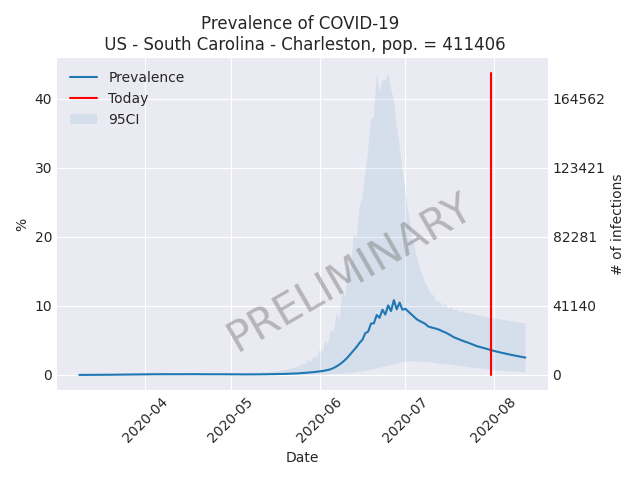 Prevalence of COVID-19
US - South Carolina - Charleston, pop. = 411406
Prevalence
Today
95CI
PRELIMINARY
%
40
30
20
10
0
164562
123421
82281
41140
0
# of infections
2020-04
2020-05
2020-06
2020-07
2020-08
Date